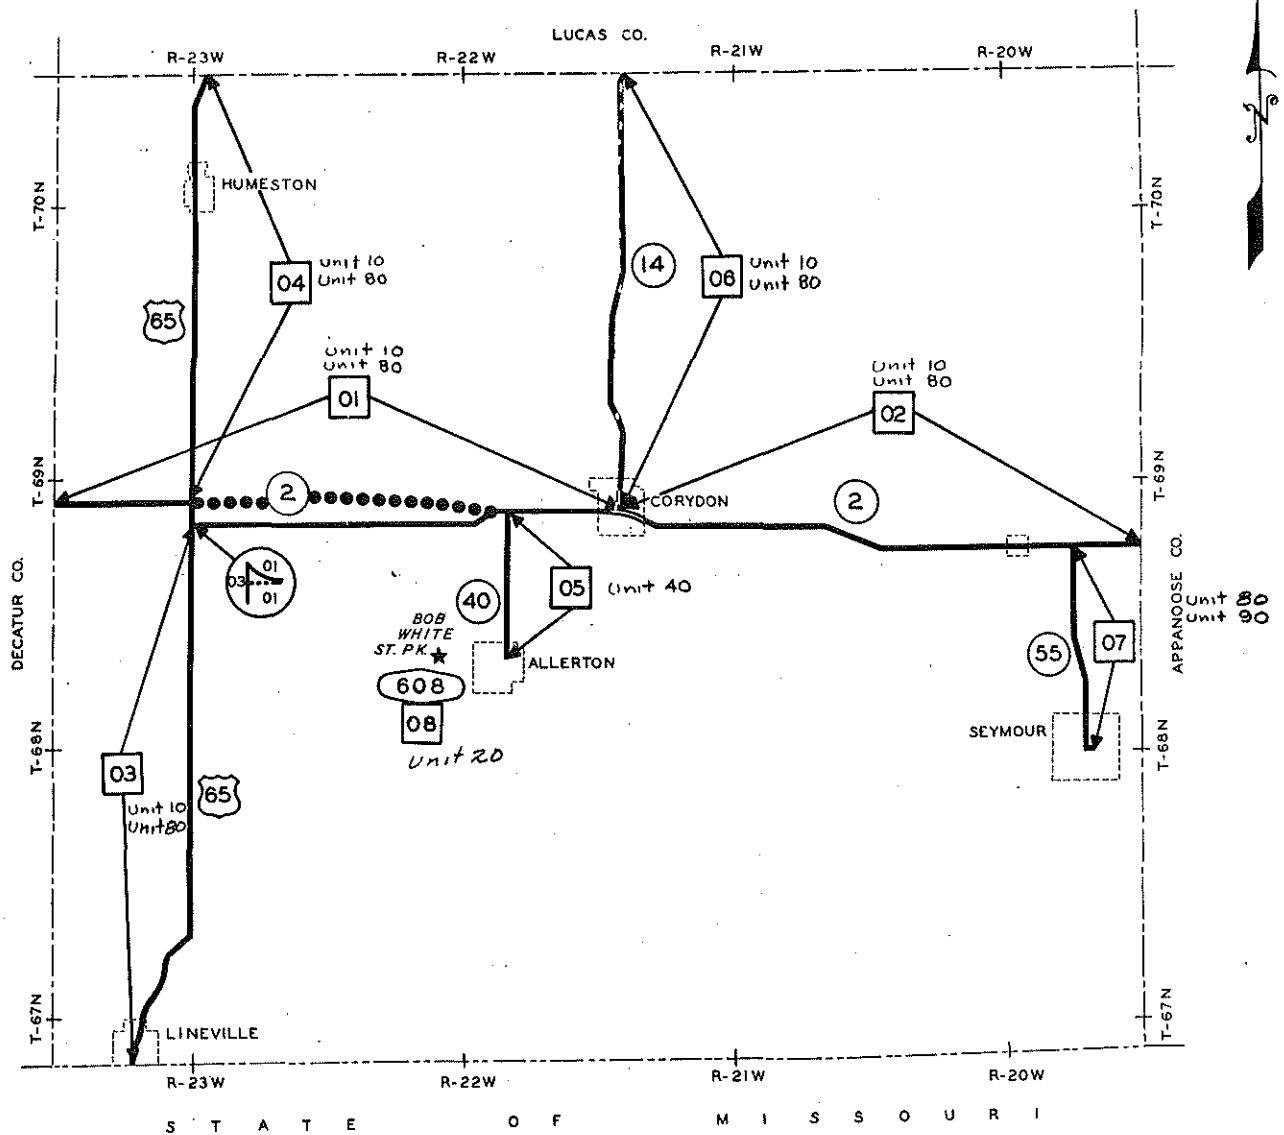 LUCAS CO.
R-23W
R-22W
R-21W
R-20W
N
T-70N
T-70N
HUMESTON
04
Unit 10
Unit 80
14
06
Unit 10
Unit 80
65
Unit 10
Unit 80
01
Unit 10
Unit 80
02
T-69N
T-69N
2
CORYDON
2
01
03
01
DECATUR CO.
40
05
Unit 40
BOB
WHITE
ST. PK.
608
08
Unit 20
ALLERTON
APPANOOSE CO.
Unit 80
Unit 90
07
55
SEYMOUR
T-68N
T-68N
03
Unit 10
Unit 80
65
T-67N
T-67N
LINEVILLE
R-23W
R-22W
R-21W
R-20W
STATE OF MISSOURI